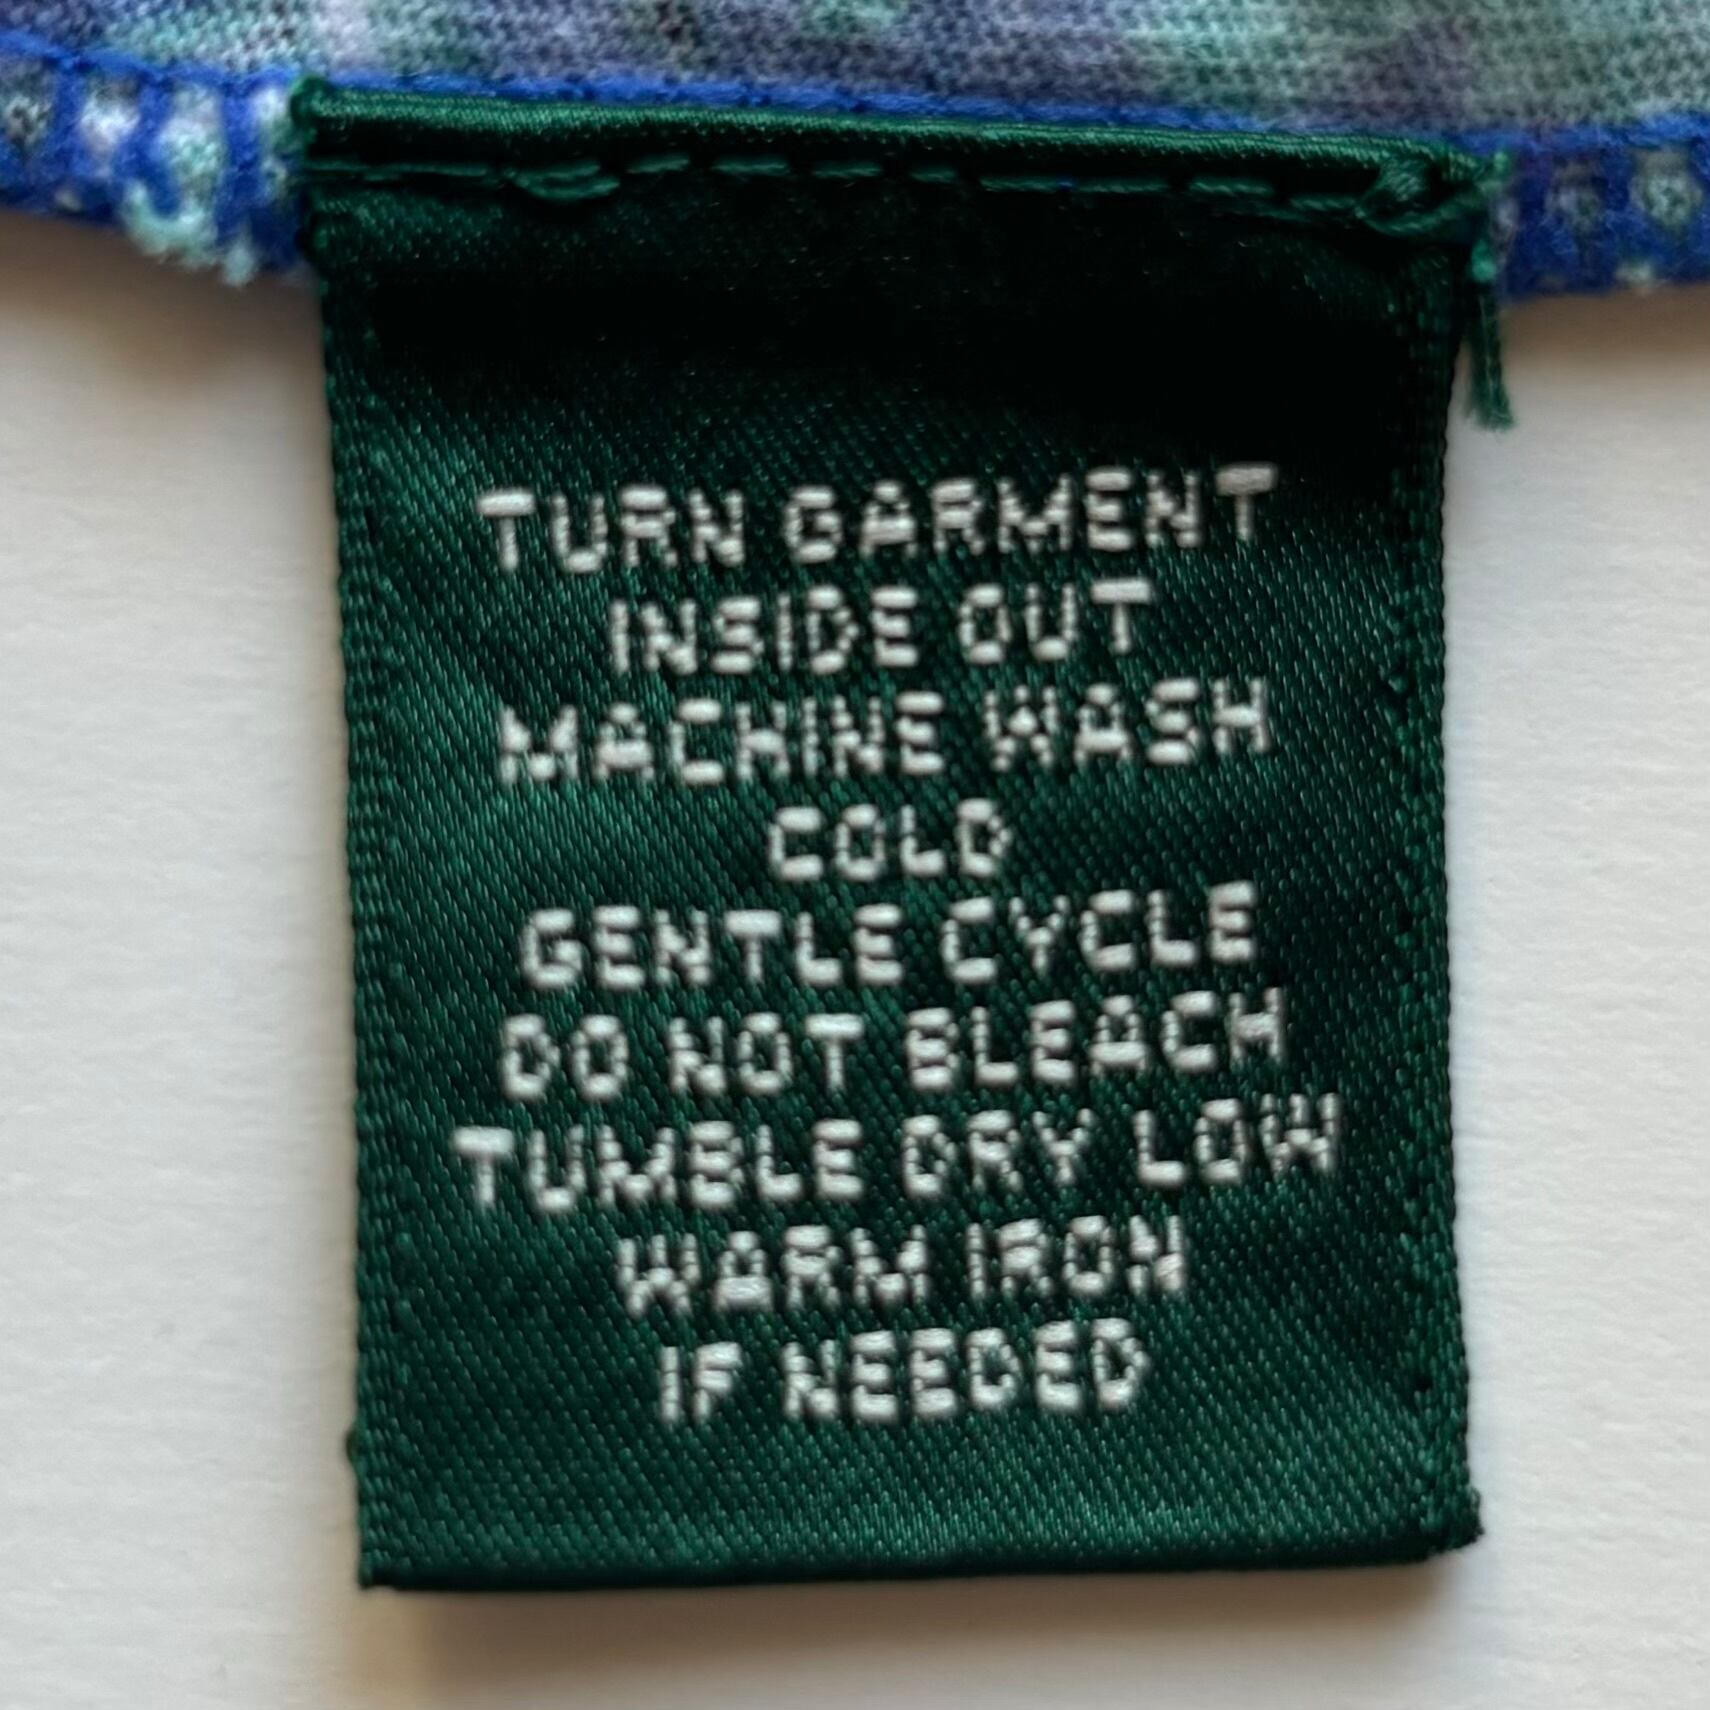 TURN GARMENT
INSIDE OUT
MACHINE WASH
COLD
GENTLE CYCLE
DO NOT BLEACH
TUMBLE DRY LOW
WARM IRON
IF NEEDED